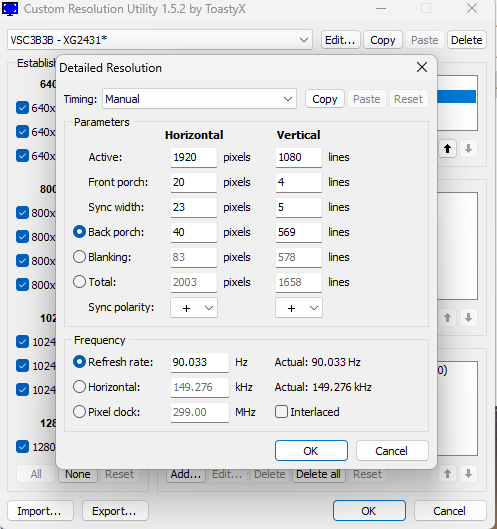 Custom Resolution Utility 1.5.2 by ToastyX
VSC3B3B - XG2431*
Edit... Copy Paste Delete
Detailed Resolution
Timing: Manual Copy Paste Reset
Parameters
Horizontal Vertical
Active: 1920 pixels 1080 lines
Front porch: 20 pixels 4 lines
Sync width: 23 pixels 5 lines
Back porch: 40 pixels 569 lines
Blanking: 83 pixels 578 lines
Total: 2003 pixels 1658 lines
Sync polarity: + +
Frequency
Refresh rate: 90.033 Hz Actual: 90.033 Hz
Horizontal: 149.276 kHz Actual: 149.276 kHz
Pixel clock: 299.00 MHz Interlaced
OK Cancel
Establis
640
640x
640x
640x
800
800x
800x
800x
800x
102
1024
1024
1024
128
1280
0)
All None Reset Add... Edit... Delete Delete all Reset
Import... Export... OK Cancel